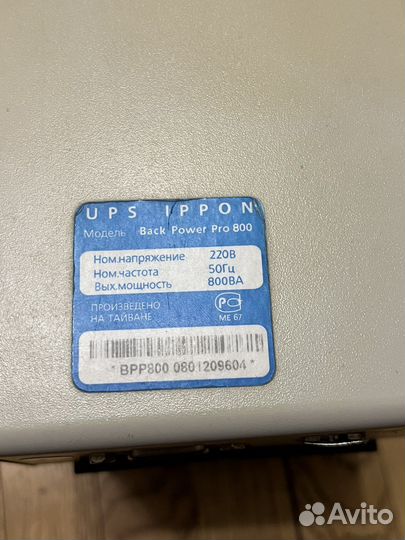 UPS IPPON
Модель Back Power Pro 800
Ном.напряжение 220В
Ном.частота 50Гц
Вых.мощность 800ВА
ПРОИЗВЕДЕНО
НА ТАЙВАНЕ
РС
МЕ 67
* BPP800 0801209604 *
Avito